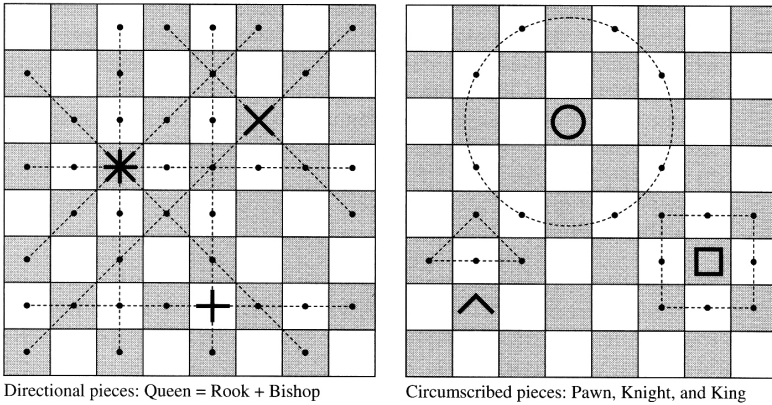 Directional pieces: Queen = Rook + Bishop
Circumscribed pieces: Pawn, Knight, and King